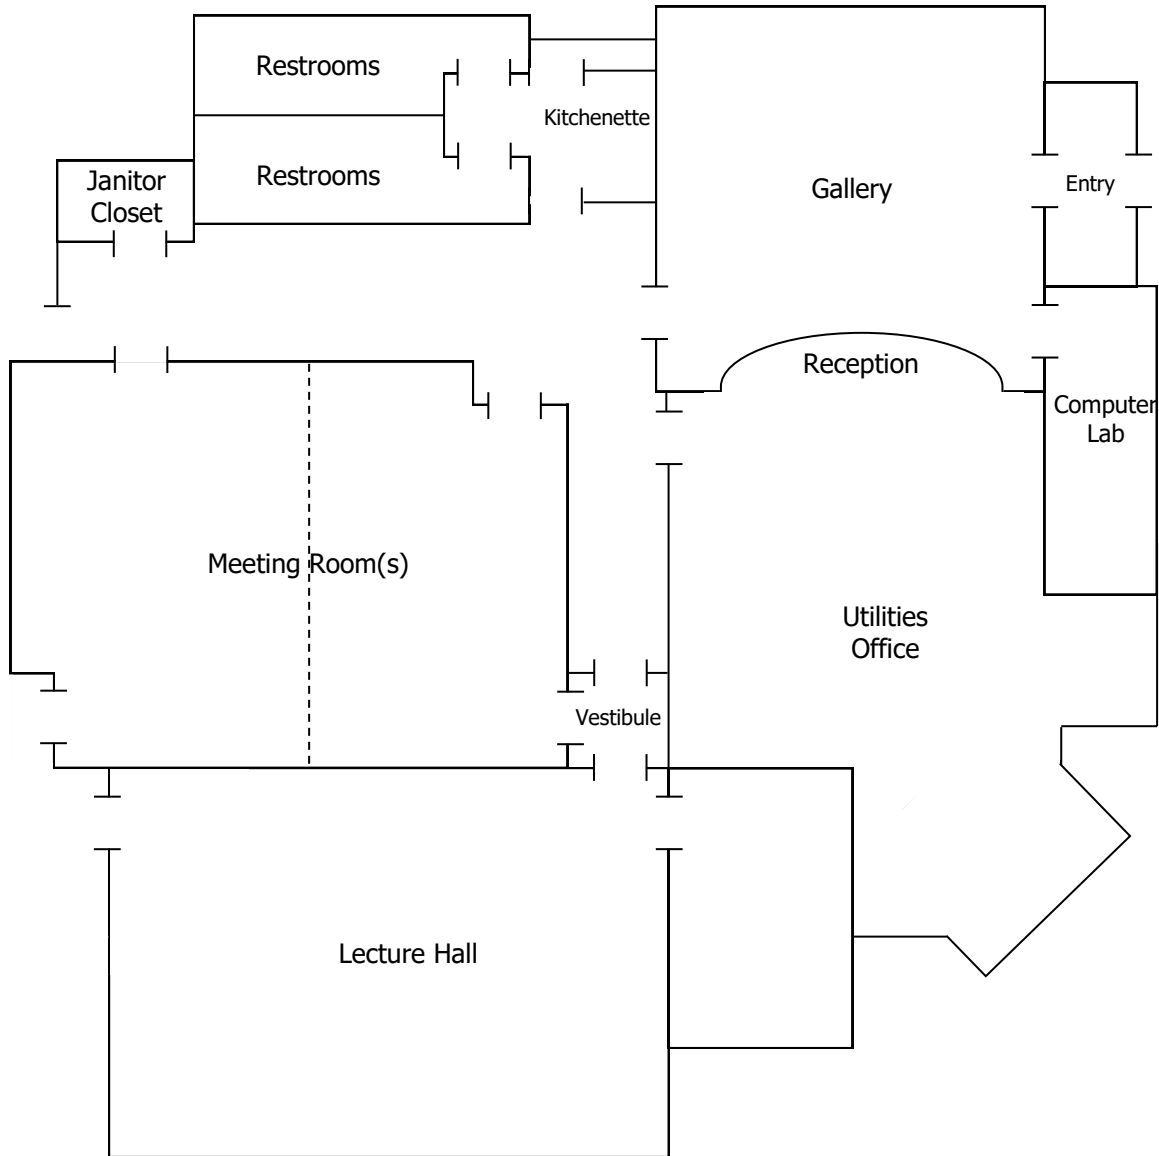 Restrooms
Kitchenette
Restrooms
Janitor
Closet
Gallery
Entry
Reception
Computer
Lab
Meeting Room(s)
Utilities
Office
Vestibule
Lecture Hall